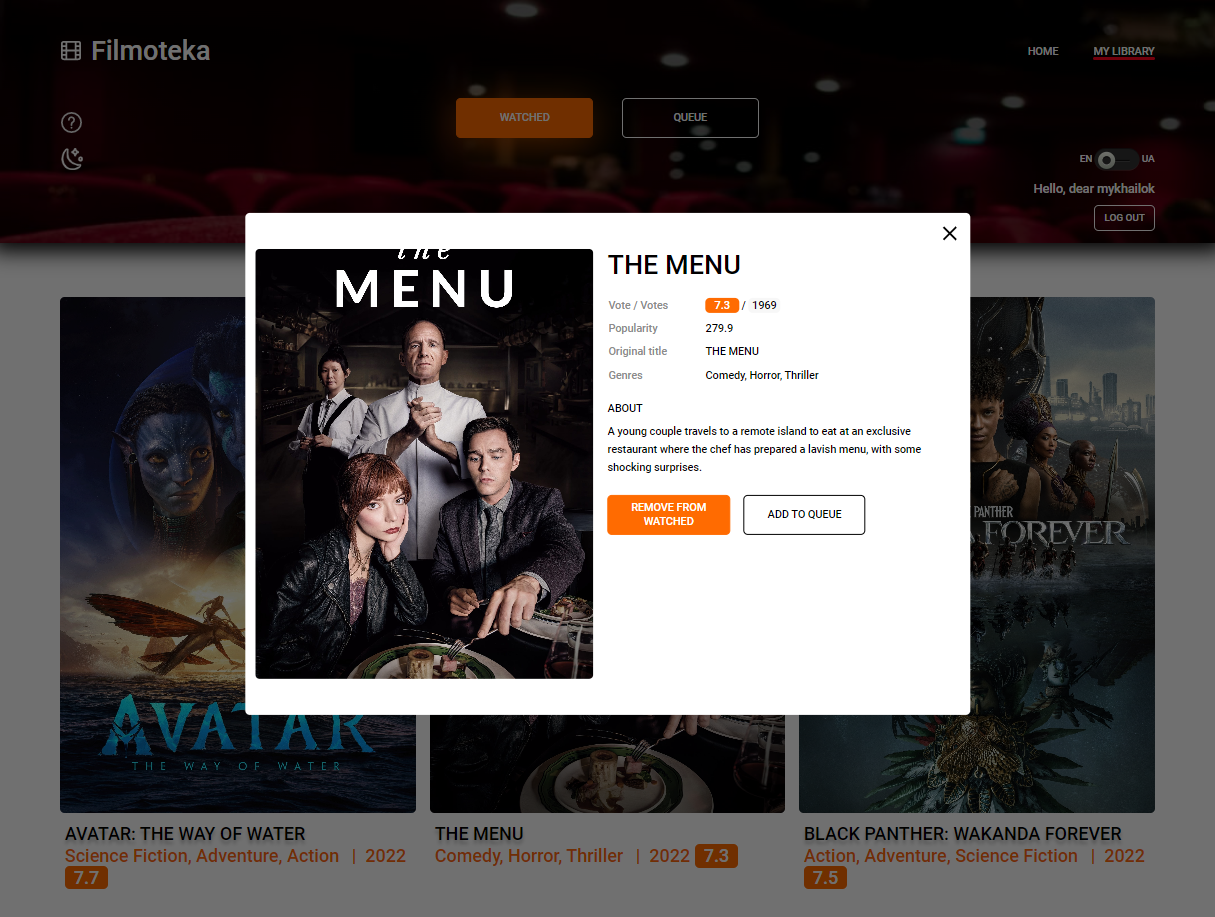 Filmoteka
HOME
MY LIBRARY
WATCHED
QUEUE
EN
UA
Hello, dear mykhailok
LOG OUT
the
MENU
THE MENU
Vote / Votes 7.3 / 1969
Popularity 279.9
Original title THE MENU
Genres Comedy, Horror, Thriller
ABOUT
A young couple travels to a remote island to eat at an exclusive
restaurant where the chef has prepared a lavish menu, with some
shocking surprises.
REMOVE FROM
WATCHED
ADD TO QUEUE
PANTHER
FOREVER
AVATAR
THE WAY OF WATER
AVATAR: THE WAY OF WATER
Science Fiction, Adventure, Action | 2022
7.7
THE MENU
Comedy, Horror, Thriller | 2022 7.3
BLACK PANTHER: WAKANDA FOREVER
Action, Adventure, Science Fiction | 2022
7.5